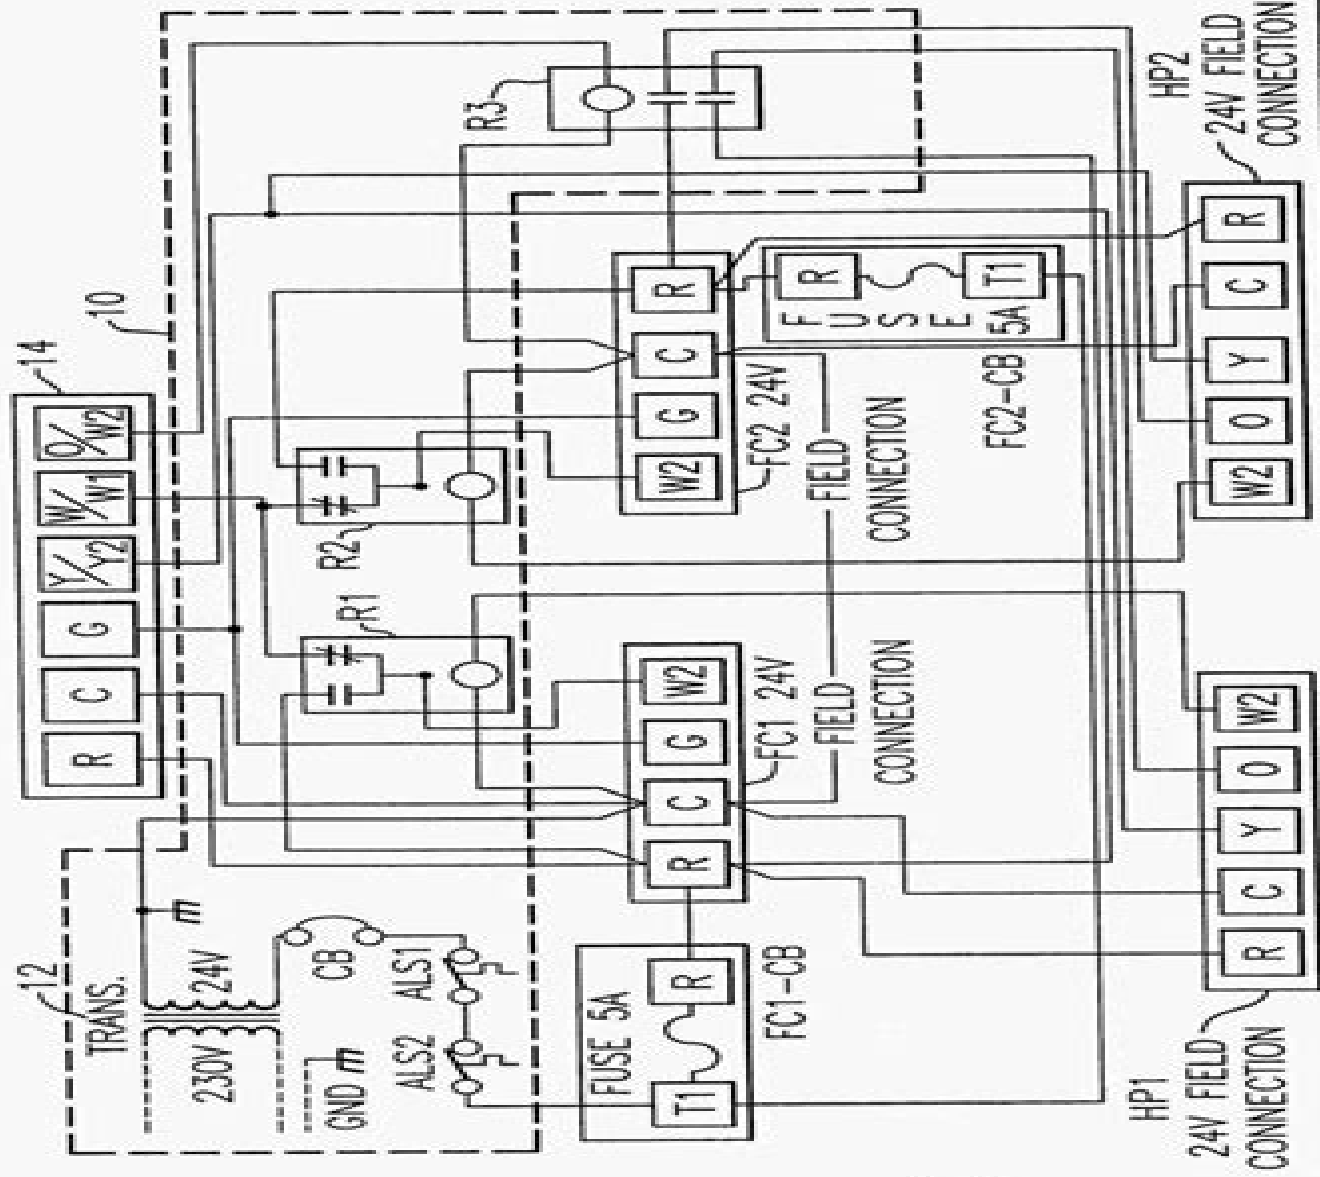 12
TRANS.
230V
24V
GND
CB
ALS2
ALS1
14
R
C
G
Y/Y2
W/W1
O/W2
10
R1
R2
R3
FUSE 5A
T1
R
FC1-CB
R
C
G
W2
FC1 24V
FIELD
CONNECTION
W2
G
C
R
FC2 24V
FIELD
CONNECTION
FUSE
5A
R
T1
FC2-CB
HP1
24V FIELD
CONNECTION
R
C
Y
O
W2
W2
O
Y
C
R
HP2
24V FIELD
CONNECTION